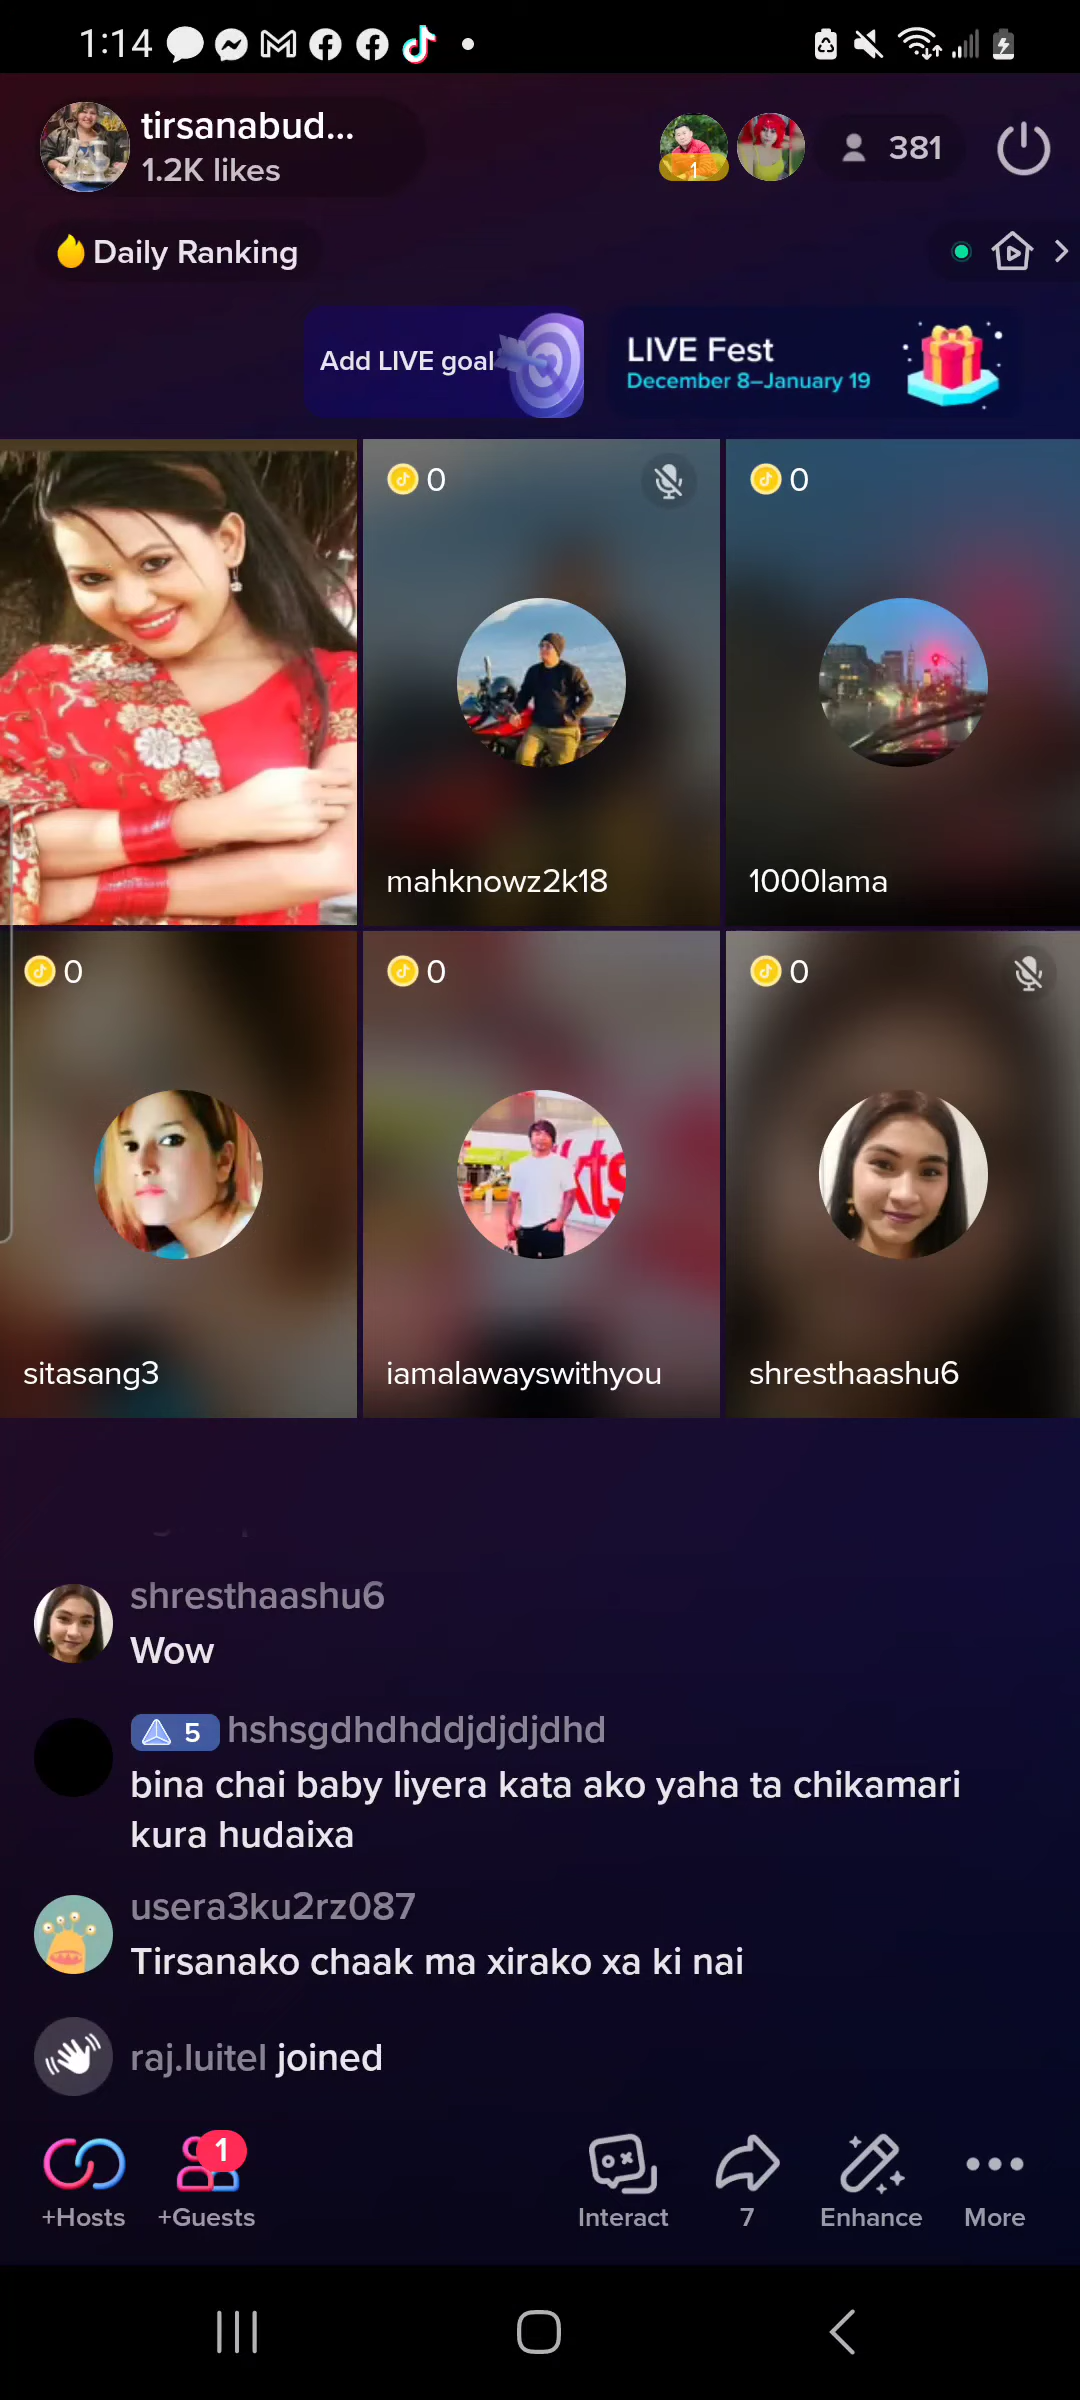 1:14
tirsanabud...
1.2K likes
1
381
Daily Ranking
Add LIVE goal
LIVE Fest
December 8–January 19
0
0
mahknowz2k18
1000lama
0
0
0
kts
sitasang3
iamalawayswithyou
shresthaashu6
shresthaashu6
Wow
5 hshsgdhdhddjdjdjdhd
bina chai baby liyera kata ako yaha ta chikamari
kura hudaixa
usera3ku2rz087
Tirsanako chaak ma xirako xa ki nai
raj.luitel joined
1
+Hosts
+Guests
Interact
7
Enhance
More